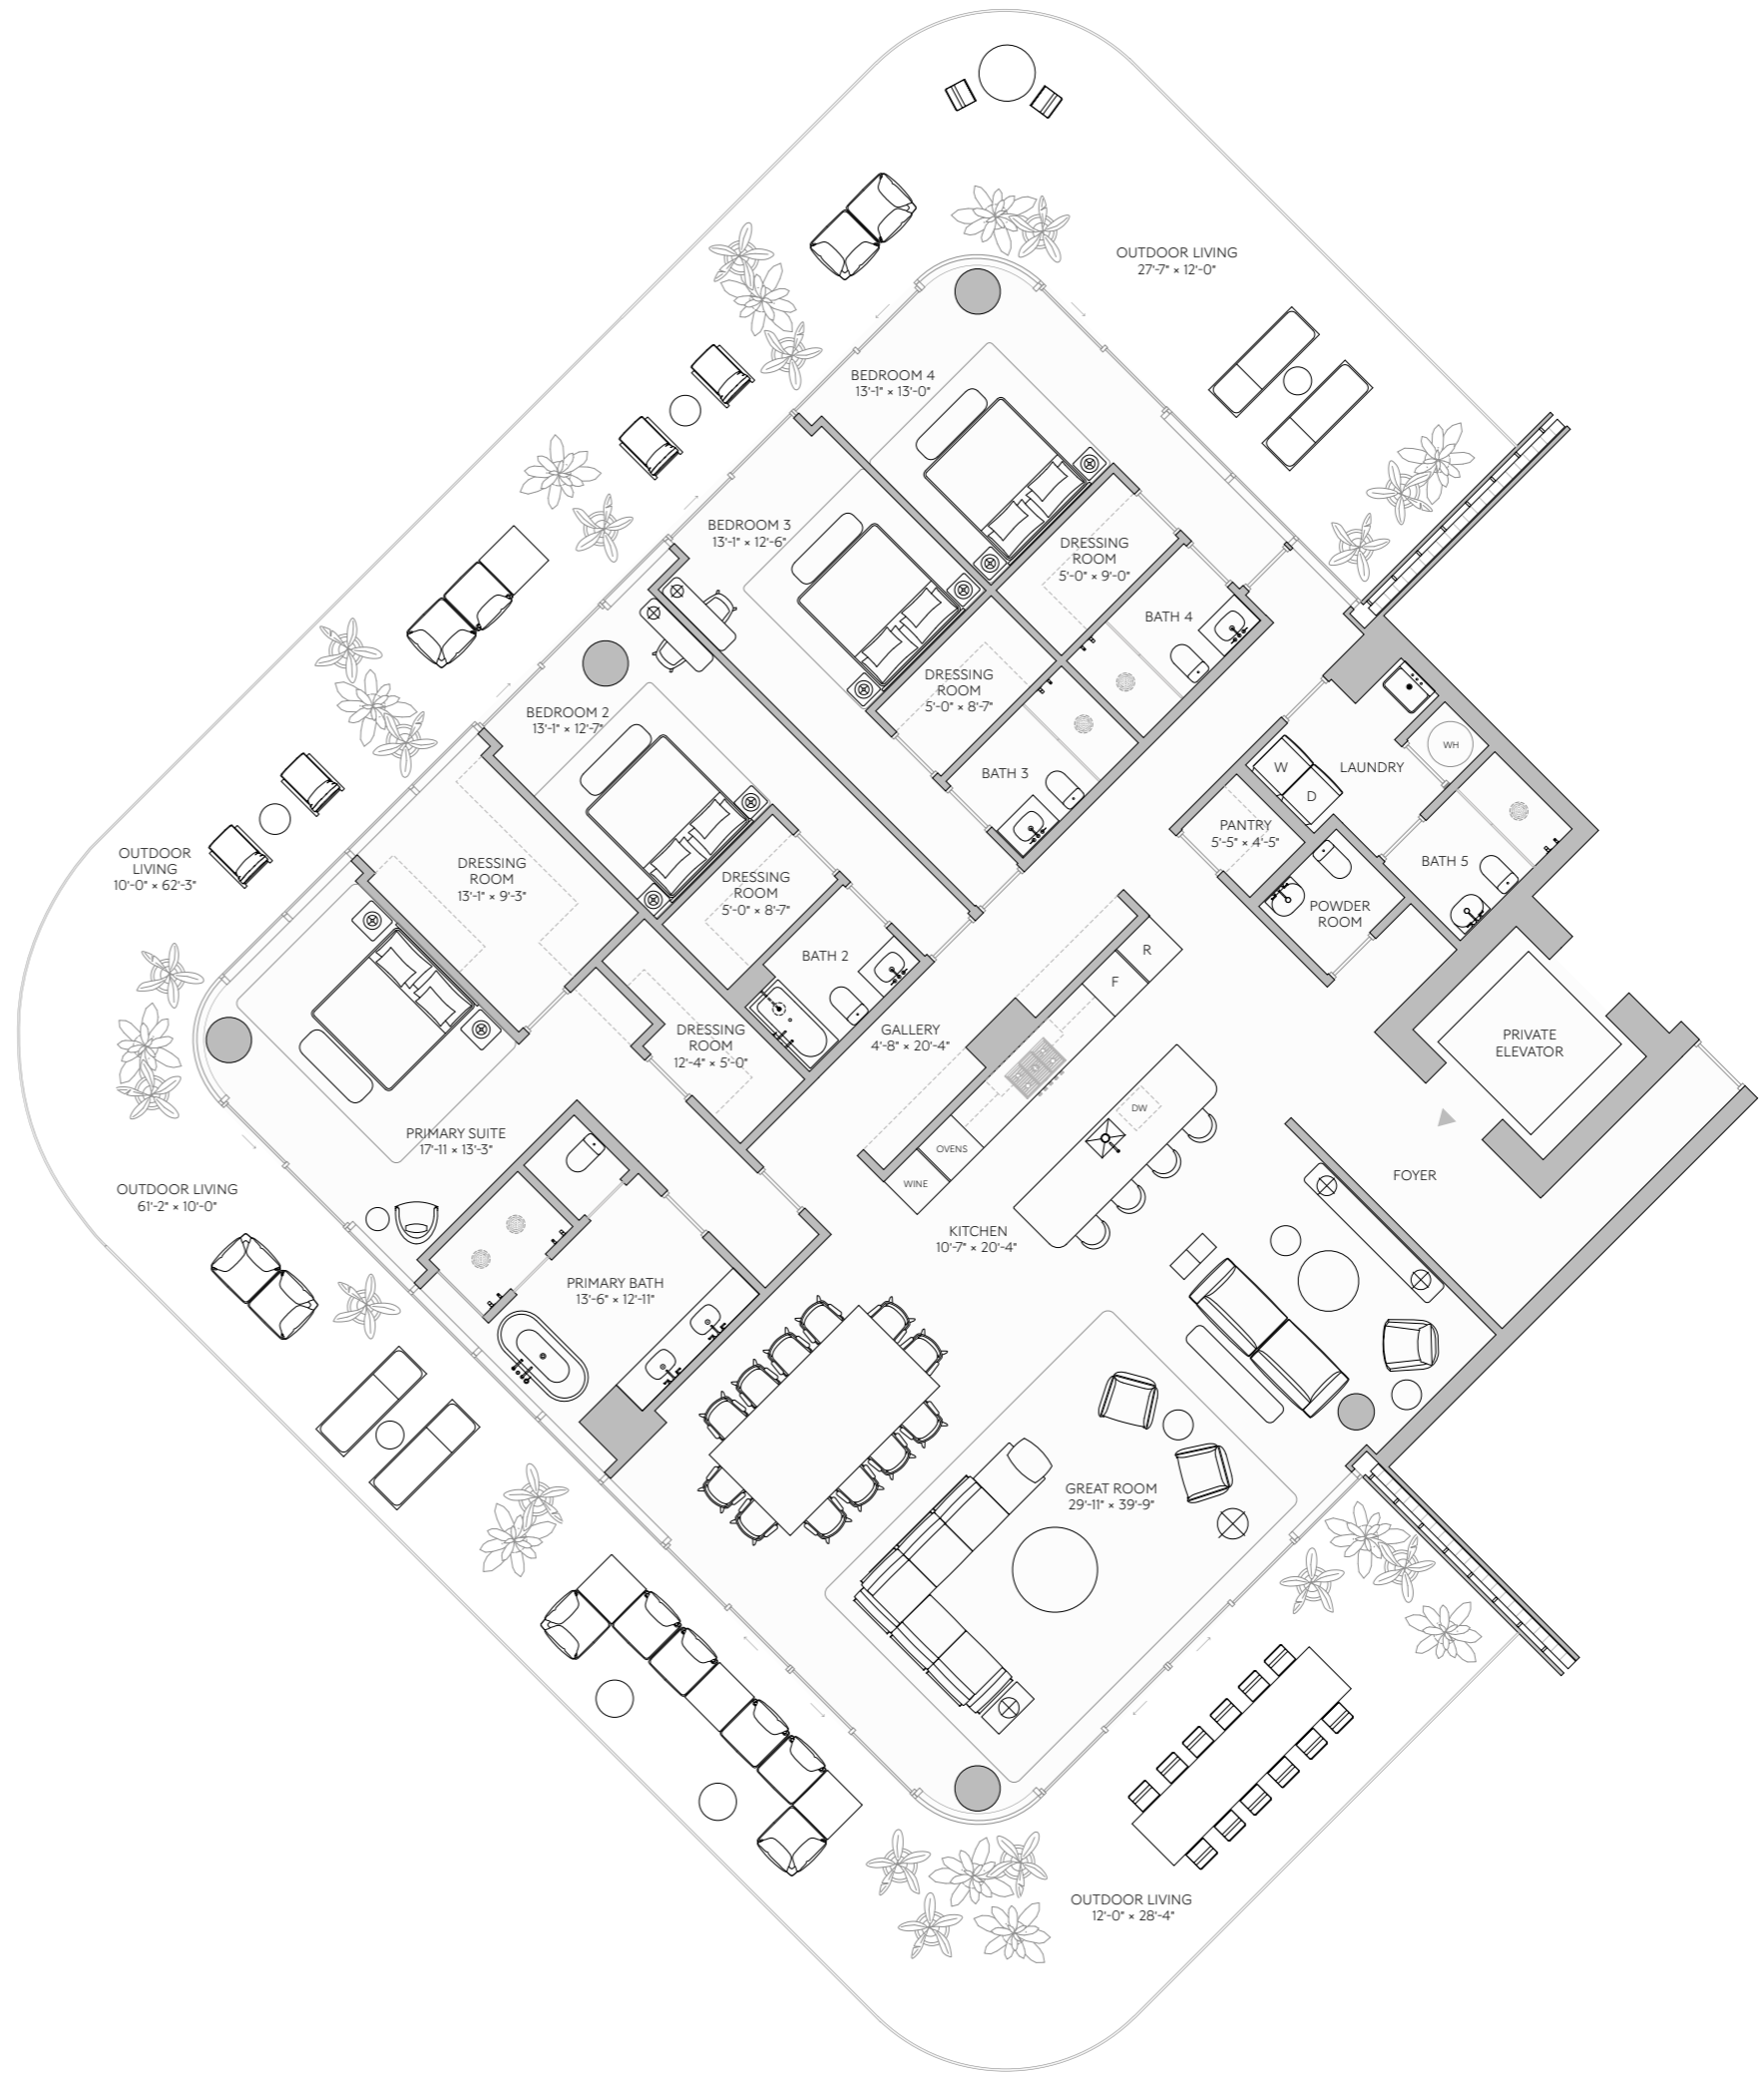 OUTDOOR LIVING
27'-7" × 12'-0"
BEDROOM 4
13'-1" × 13'-0"
BEDROOM 3
13'-1" × 12'-6"
DRESSING
ROOM
5'-0" × 9'-0"
BATH 4
DRESSING
ROOM
5'-0" × 8'-7"
BEDROOM 2
13'-1" × 12'-7"
BATH 3
WH
W
D
LAUNDRY
PANTRY
5'-5" × 4'-5"
BATH 5
POWDER
ROOM
OUTDOOR
LIVING
10'-0" × 62'-3"
DRESSING
ROOM
13'-1" × 9'-3"
DRESSING
ROOM
5'-0" × 8'-7"
BATH 2
R
F
DRESSING
ROOM
12'-4" × 5'-0"
GALLERY
4'-8" × 20'-4"
PRIVATE
ELEVATOR
DW
PRIMARY SUITE
17'-11 × 13'-3"
OVENS
WINE
FOYER
OUTDOOR LIVING
61'-2" × 10'-0"
KITCHEN
10'-7" × 20'-4"
PRIMARY BATH
13'-6" × 12'-11"
GREAT ROOM
29'-11" × 39'-9"
OUTDOOR LIVING
12'-0" × 28'-4"